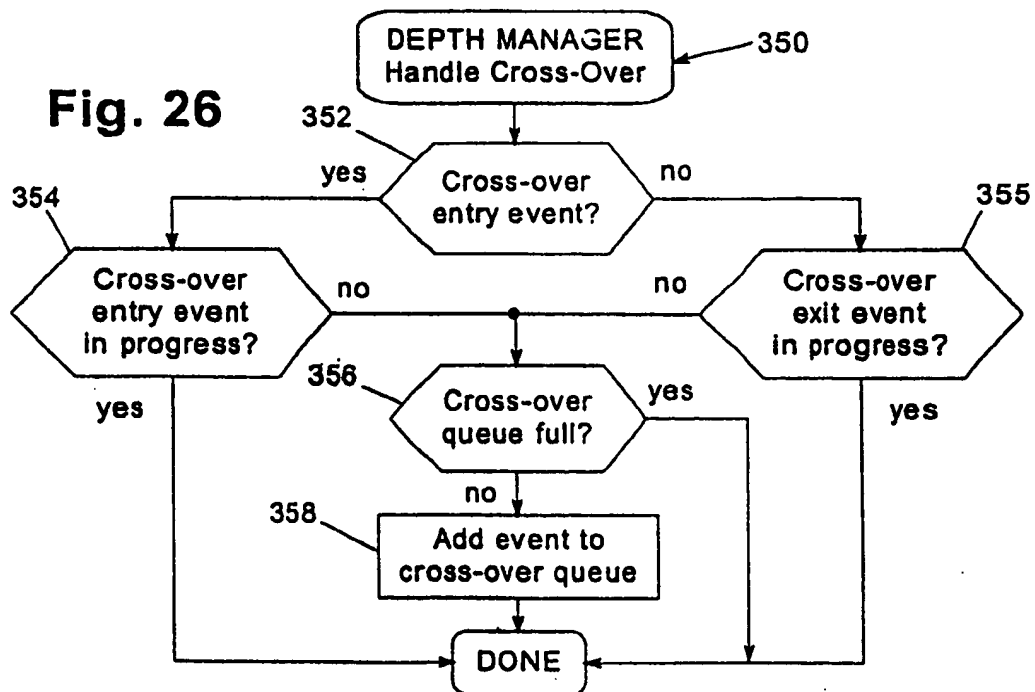 DEPTH MANAGER
Handle Cross-Over
350
Fig. 26
352
yes
Cross-over
entry event?
no
354
355
Cross-over
entry event
in progress?
no
no
Cross-over
exit event
in progress?
yes
356
Cross-over
queue full?
yes
yes
no
358
Add event to
cross-over queue
DONE